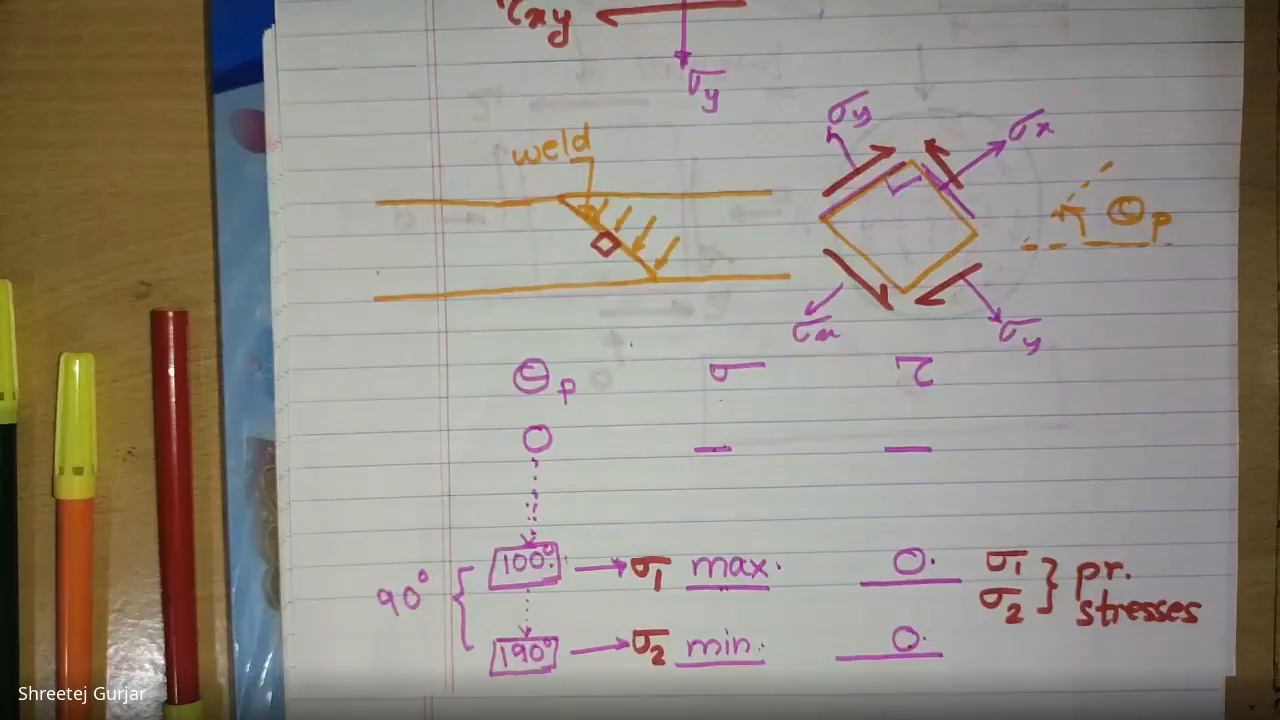 τxy
σy
σy
σx
weld
θp
σx
σy
θp σ τ
0 — —
100° → σ1 max. 0. σ1
90° σ2 } pr. stresses
190° → σ2 min. 0.
Shreetej Gurjar